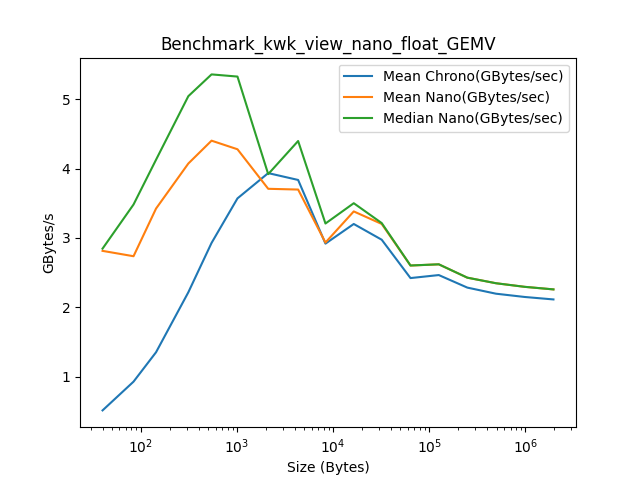 Benchmark_kwk_view_nano_float_GEMV
Mean Chrono(GBytes/sec)
Mean Nano(GBytes/sec)
Median Nano(GBytes/sec)
GBytes/s
5
4
3
2
1
10²
10³
10⁴
10⁵
10⁶
Size (Bytes)